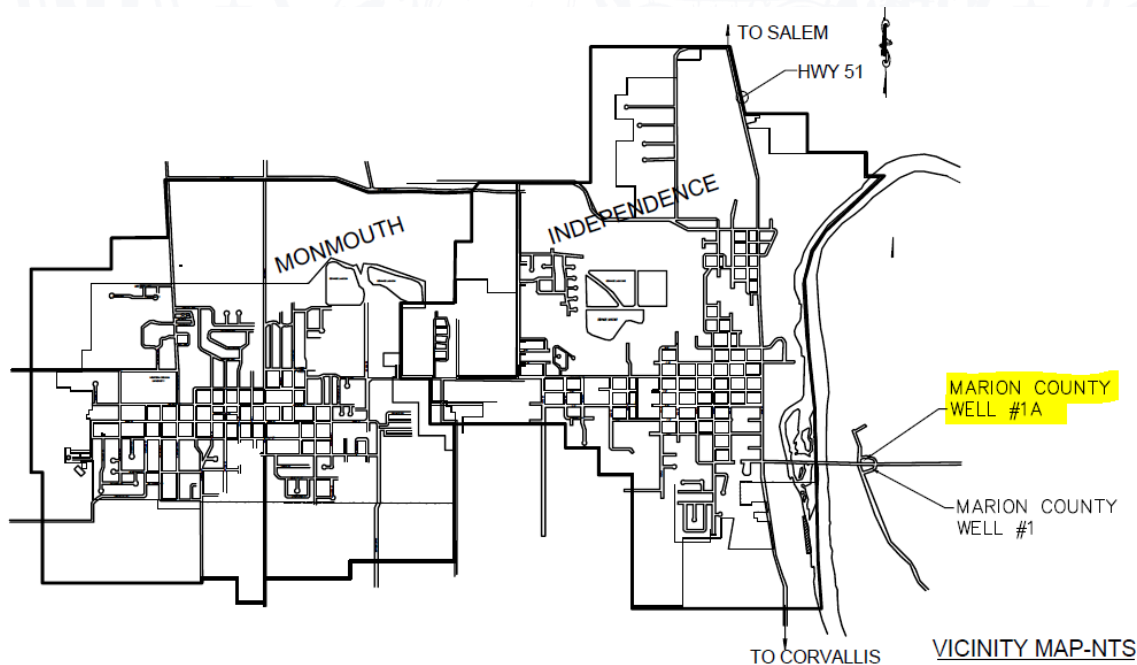 TO SALEM
HWY 51
MONMOUTH
INDEPENDENCE
MARION COUNTY
WELL #1A
MARION COUNTY
WELL #1
TO CORVALLIS
VICINITY MAP-NTS